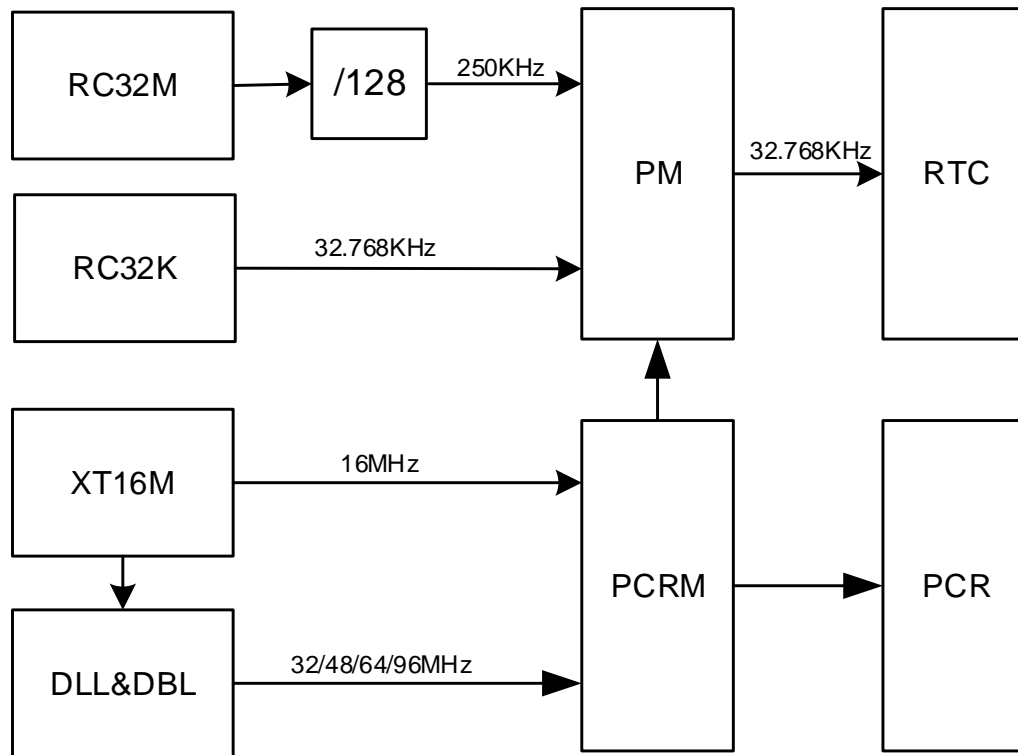 RC32M
/128
250KHz
PM
32.768KHz
RTC
RC32K
32.768KHz
XT16M
16MHz
PCRM
PCR
DLL&DBL
32/48/64/96MHz